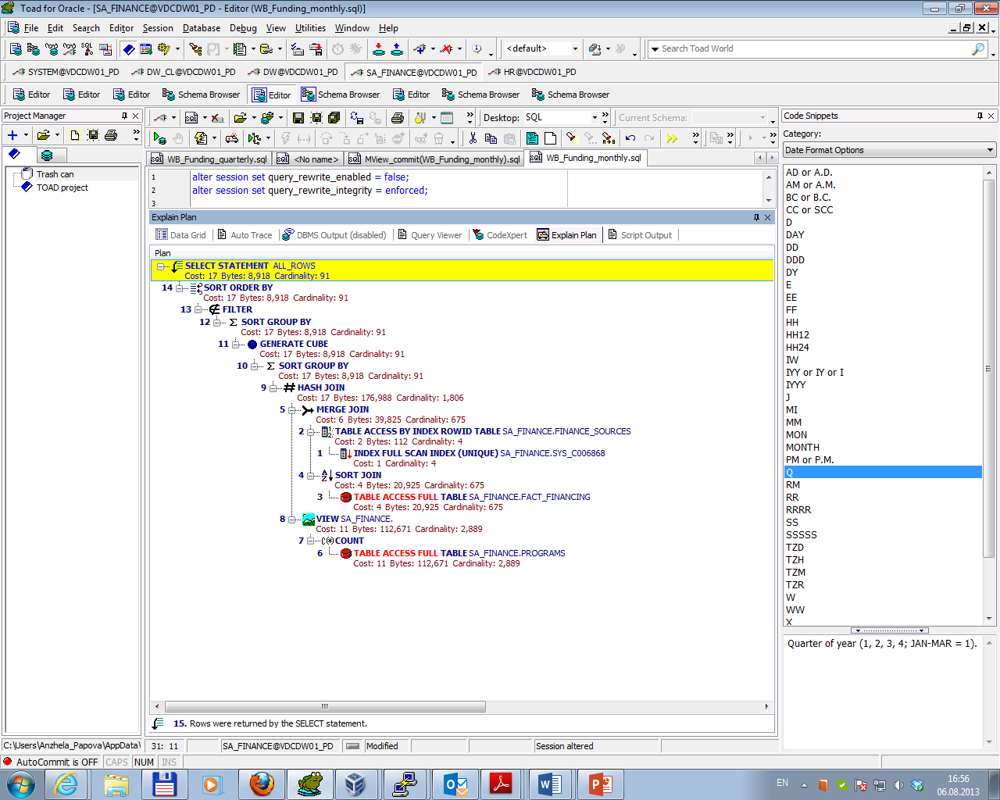 Toad for Oracle - [SA_FINANCE@VDCDW01_PD - Editor (WB_Funding_monthly.sql)]
File Edit Search Editor Session Database Debug View Utilities Window Help
<default> Search Toad World
SYSTEM@VDCDW01_PD DW_CL@VDCDW01_PD DW@VDCDW01_PD SA_FINANCE@VDCDW01_PD HR@VDCDW01_PD
Editor Editor Editor Schema Browser Editor Schema Browser Editor Schema Browser Schema Browser
Project Manager
Trash can
TOAD project
Desktop: SQL Current Schema:
WB_Funding_quarterly.sql <No name> MView_commit(WB_Funding_monthly).sql WB_Funding_monthly.sql
1 alter session set query_rewrite_enabled = false;
2 alter session set query_rewrite_integrity = enforced;
3
Explain Plan
Data Grid Auto Trace DBMS Output (disabled) Query Viewer CodeXpert Explain Plan Script Output
Plan
SELECT STATEMENT ALL_ROWS
Cost: 17 Bytes: 8,918 Cardinality: 91
14 SORT ORDER BY
Cost: 17 Bytes: 8,918 Cardinality: 91
13 FILTER
12 SORT GROUP BY
Cost: 17 Bytes: 8,918 Cardinality: 91
11 GENERATE CUBE
Cost: 17 Bytes: 8,918 Cardinality: 91
10 SORT GROUP BY
Cost: 17 Bytes: 8,918 Cardinality: 91
9 HASH JOIN
Cost: 17 Bytes: 176,988 Cardinality: 1,806
5 MERGE JOIN
Cost: 6 Bytes: 39,825 Cardinality: 675
2 TABLE ACCESS BY INDEX ROWID TABLE SA_FINANCE.FINANCE_SOURCES
Cost: 2 Bytes: 112 Cardinality: 4
1 INDEX FULL SCAN INDEX (UNIQUE) SA_FINANCE.SYS_C006868
Cost: 1 Cardinality: 4
4 SORT JOIN
Cost: 4 Bytes: 20,925 Cardinality: 675
3 TABLE ACCESS FULL TABLE SA_FINANCE.FACT_FINANCING
Cost: 4 Bytes: 20,925 Cardinality: 675
8 VIEW SA_FINANCE.
Cost: 11 Bytes: 112,671 Cardinality: 2,889
7 COUNT
6 TABLE ACCESS FULL TABLE SA_FINANCE.PROGRAMS
Cost: 11 Bytes: 112,671 Cardinality: 2,889
15. Rows were returned by the SELECT statement.
Code Snippets
Category:
Date Format Options
AD or A.D.
AM or A.M.
BC or B.C.
CC or SCC
D
DAY
DD
DDD
DY
E
EE
FF
HH
HH12
HH24
IW
IYY or IY or I
IYYY
J
MI
MM
MON
MONTH
PM or P.M.
Q
RM
RR
RRRR
SS
SSSSS
TZD
TZH
TZM
TZR
W
WW
X
Quarter of year (1, 2, 3, 4; JAN-MAR = 1).
C:\Users\Anzhela_Papova\AppData\ 31: 11 SA_FINANCE@VDCDW01_PD Modified Session altered
AutoCommit is OFF CAPS NUM INS
EN 16:56
06.08.2013